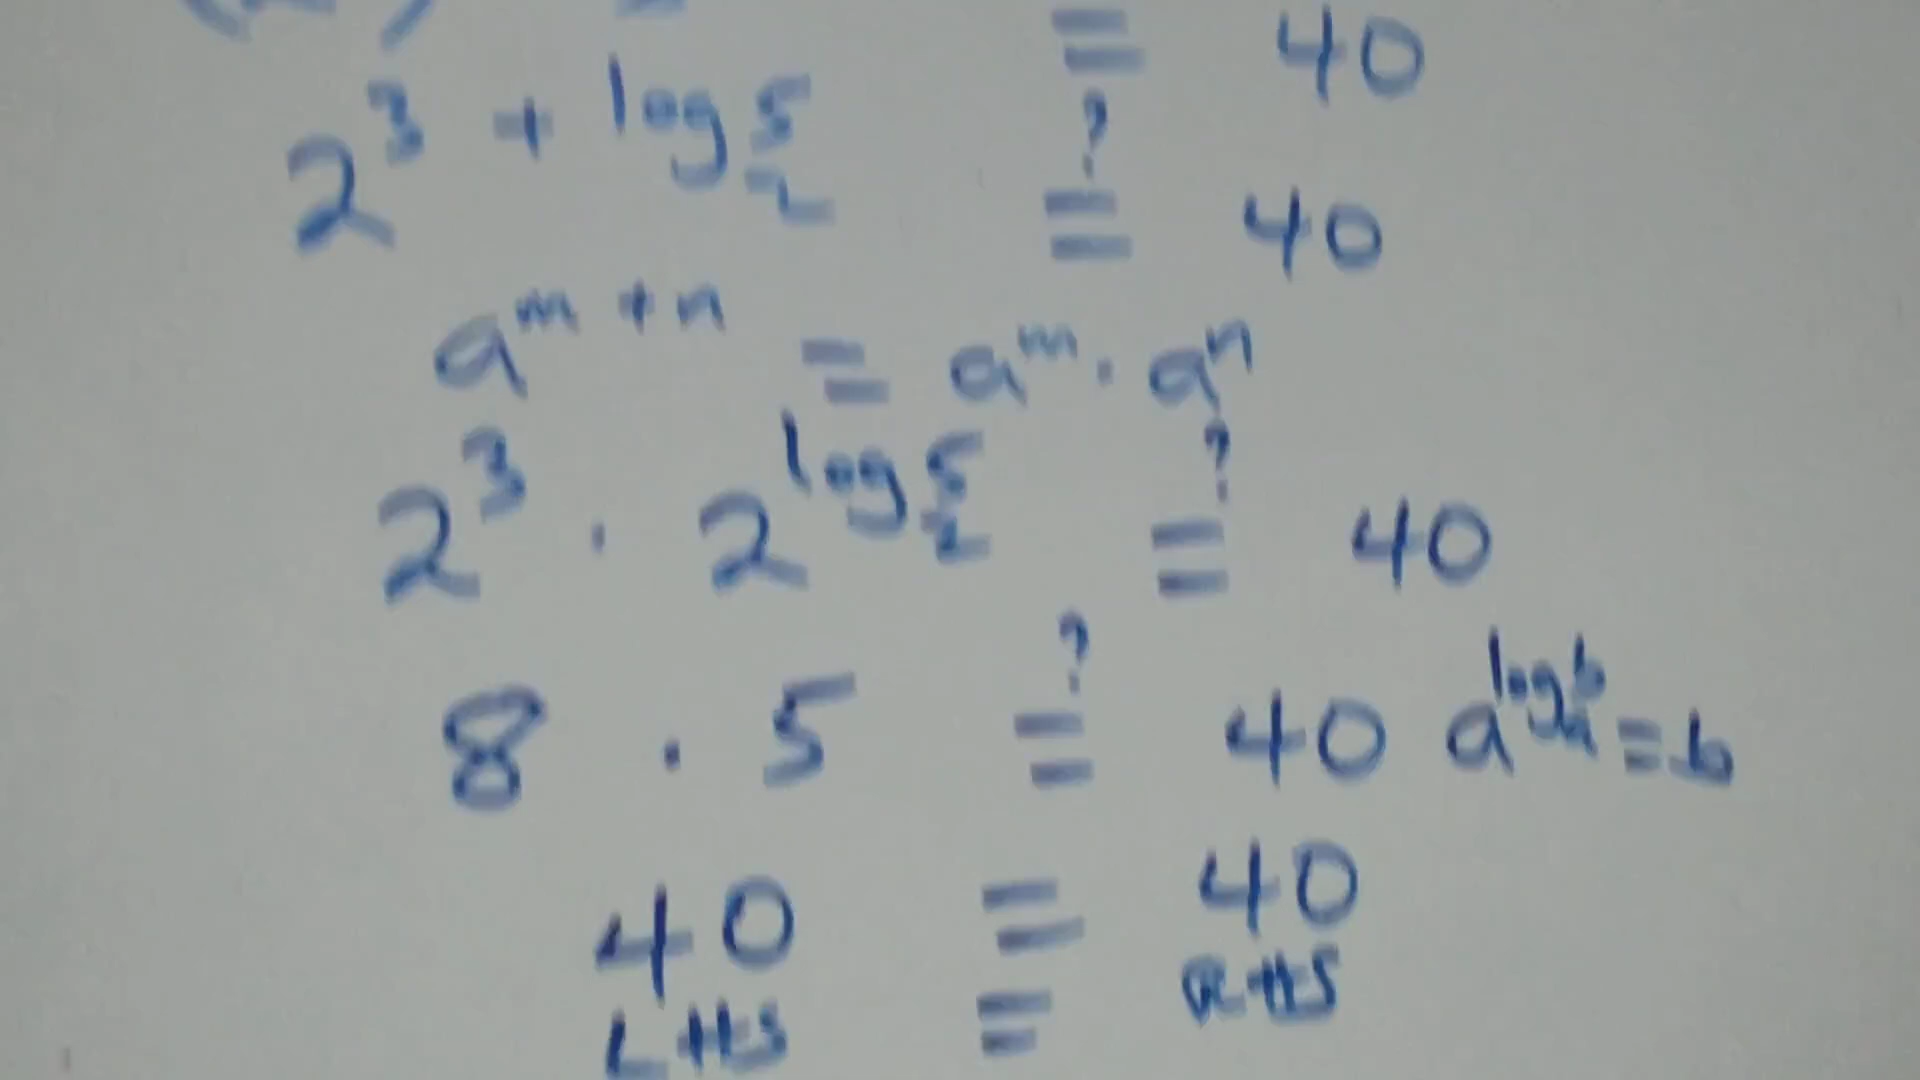 = 40
2^(3 + log_2 5) =? 40
a^(m + n) = a^m · a^n
2^3 · 2^(log_2 5) =? 40
8 · 5 =? 40 a^(log_a b) = b
40 = 40
LHS = RHS